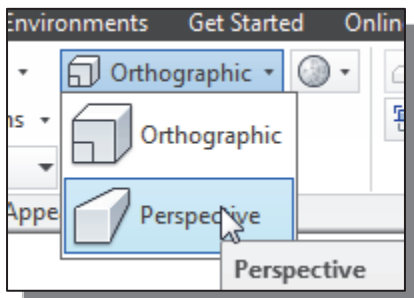 Environments Get Started Onlin
Orthographic
ns
Orthographic
Appe
Perspective
Perspective